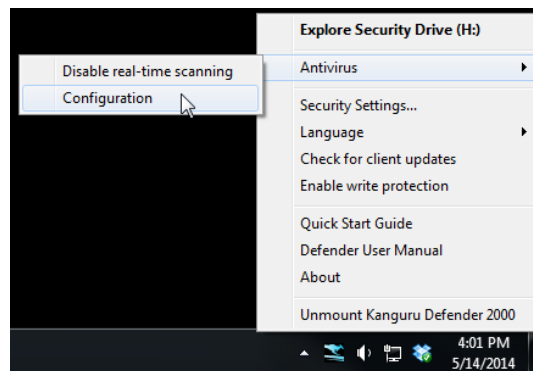 Explore Security Drive (H:)
Antivirus
Disable real-time scanning
Configuration
Security Settings...
Language
Check for client updates
Enable write protection
Quick Start Guide
Defender User Manual
About
Unmount Kanguru Defender 2000
4:01 PM
5/14/2014